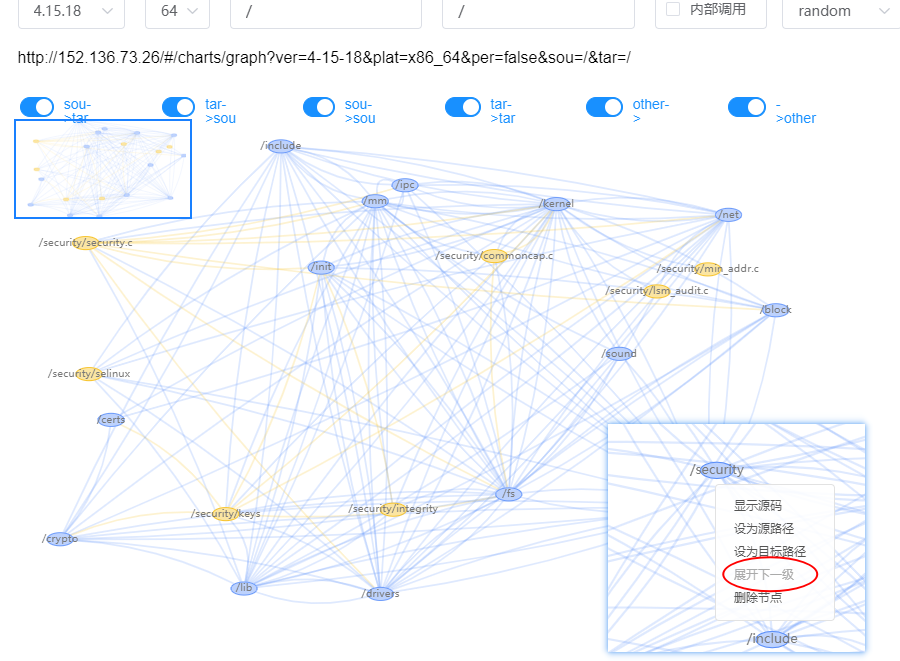 4.15.18 64 / / 内部调用 random
http://152.136.73.26/#/charts/graph?ver=4-15-18&plat=x86_64&per=false&sou=/&tar=/
sou->tar
tar->sou
sou->sou
tar->tar
other->
->other
/include
/ipc
/mm
/kernel
/net
/security/security.c
/security/commoncap.c
/init
/security/min_addr.c
/security/lsm_audit.c
/block
/sound
/security/selinux
/certs
/fs
/security/keys
/security/integrity
/crypto
/lib
/drivers
/security
显示源码
设为源路径
设为目标路径
展开下一级
删除节点
/include